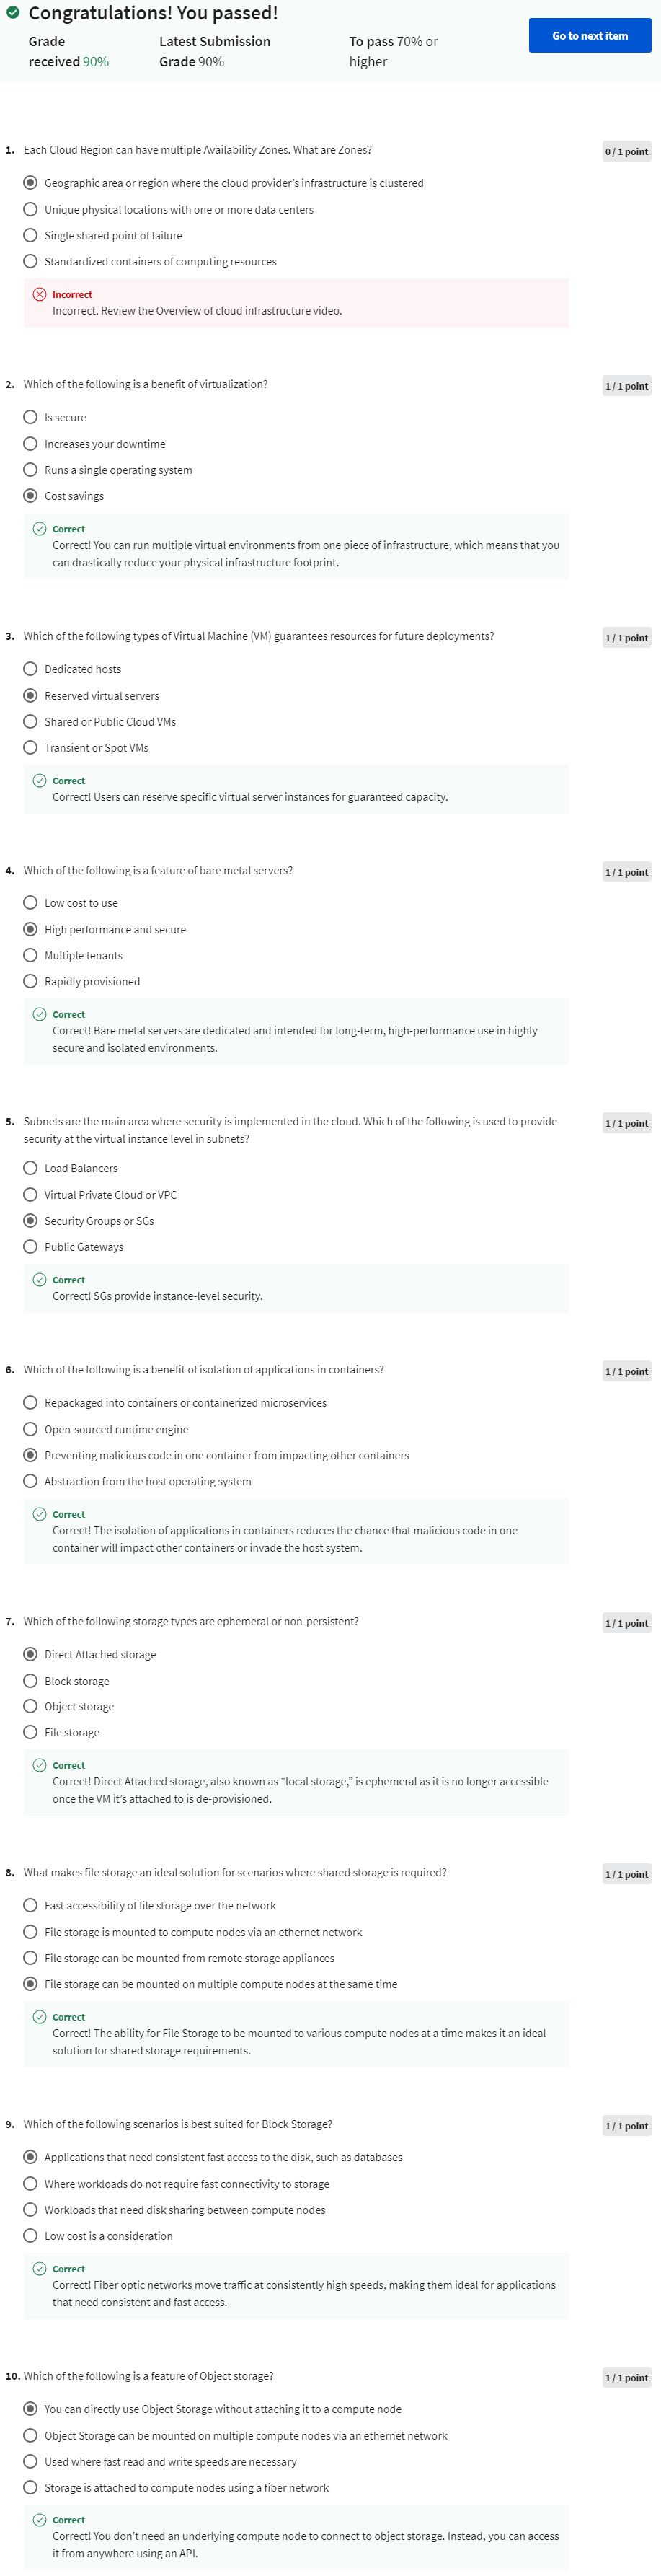 Congratulations! You passed!
Grade
received 90%
Latest Submission
Grade 90%
To pass 70% or
higher
Go to next item
1. Each Cloud Region can have multiple Availability Zones. What are Zones?
0 / 1 point
Geographic area or region where the cloud provider’s infrastructure is clustered
Unique physical locations with one or more data centers
Single shared point of failure
Standardized containers of computing resources
Incorrect
Incorrect. Review the Overview of cloud infrastructure video.
2. Which of the following is a benefit of virtualization?
1 / 1 point
Is secure
Increases your downtime
Runs a single operating system
Cost savings
Correct
Correct! You can run multiple virtual environments from one piece of infrastructure, which means that you
can drastically reduce your physical infrastructure footprint.
3. Which of the following types of Virtual Machine (VM) guarantees resources for future deployments?
1 / 1 point
Dedicated hosts
Reserved virtual servers
Shared or Public Cloud VMs
Transient or Spot VMs
Correct
Correct! Users can reserve specific virtual server instances for guaranteed capacity.
4. Which of the following is a feature of bare metal servers?
1 / 1 point
Low cost to use
High performance and secure
Multiple tenants
Rapidly provisioned
Correct
Correct! Bare metal servers are dedicated and intended for long-term, high-performance use in highly
secure and isolated environments.
5. Subnets are the main area where security is implemented in the cloud. Which of the following is used to provide
security at the virtual instance level in subnets?
1 / 1 point
Load Balancers
Virtual Private Cloud or VPC
Security Groups or SGs
Public Gateways
Correct
Correct! SGs provide instance-level security.
6. Which of the following is a benefit of isolation of applications in containers?
1 / 1 point
Repackaged into containers or containerized microservices
Open-sourced runtime engine
Preventing malicious code in one container from impacting other containers
Abstraction from the host operating system
Correct
Correct! The isolation of applications in containers reduces the chance that malicious code in one
container will impact other containers or invade the host system.
7. Which of the following storage types are ephemeral or non-persistent?
1 / 1 point
Direct Attached storage
Block storage
Object storage
File storage
Correct
Correct! Direct Attached storage, also known as “local storage,” is ephemeral as it is no longer accessible
once the VM it’s attached to is de-provisioned.
8. What makes file storage an ideal solution for scenarios where shared storage is required?
1 / 1 point
Fast accessibility of file storage over the network
File storage is mounted to compute nodes via an ethernet network
File storage can be mounted from remote storage appliances
File storage can be mounted on multiple compute nodes at the same time
Correct
Correct! The ability for File Storage to be mounted to various compute nodes at a time makes it an ideal
solution for shared storage requirements.
9. Which of the following scenarios is best suited for Block Storage?
1 / 1 point
Applications that need consistent fast access to the disk, such as databases
Where workloads do not require fast connectivity to storage
Workloads that need disk sharing between compute nodes
Low cost is a consideration
Correct
Correct! Fiber optic networks move traffic at consistently high speeds, making them ideal for applications
that need consistent and fast access.
10. Which of the following is a feature of Object storage?
1 / 1 point
You can directly use Object Storage without attaching it to a compute node
Object Storage can be mounted on multiple compute nodes via an ethernet network
Used where fast read and write speeds are necessary
Storage is attached to compute nodes using a fiber network
Correct
Correct! You don’t need an underlying compute node to connect to object storage. Instead, you can access
it from anywhere using an API.